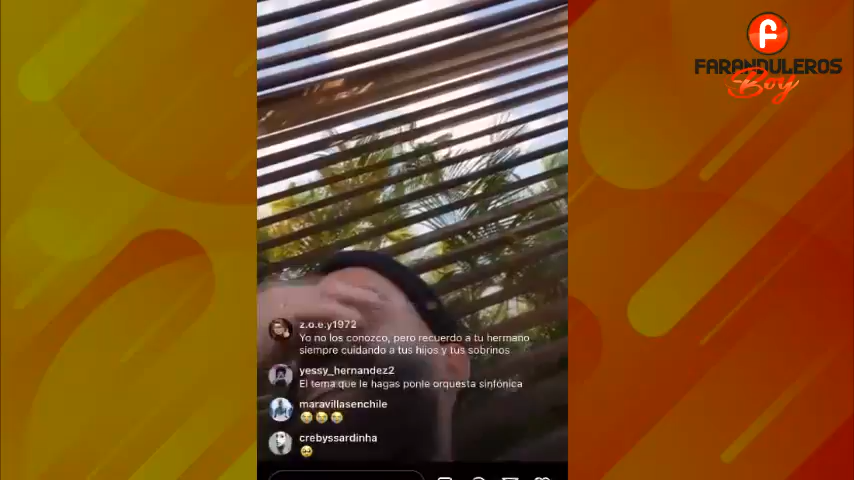 f
FARANDULEROS
Boy
z.o.e.y1972
Yo no los conozco, pero recuerdo a tu hermano
siempre cuidando a tus hijos y tus sobrinos
yessy_hernandez2
El tema que le hagas ponle orquesta sinfónica
maravillasenchile
😭😭😭
crebyssardinha
🥺